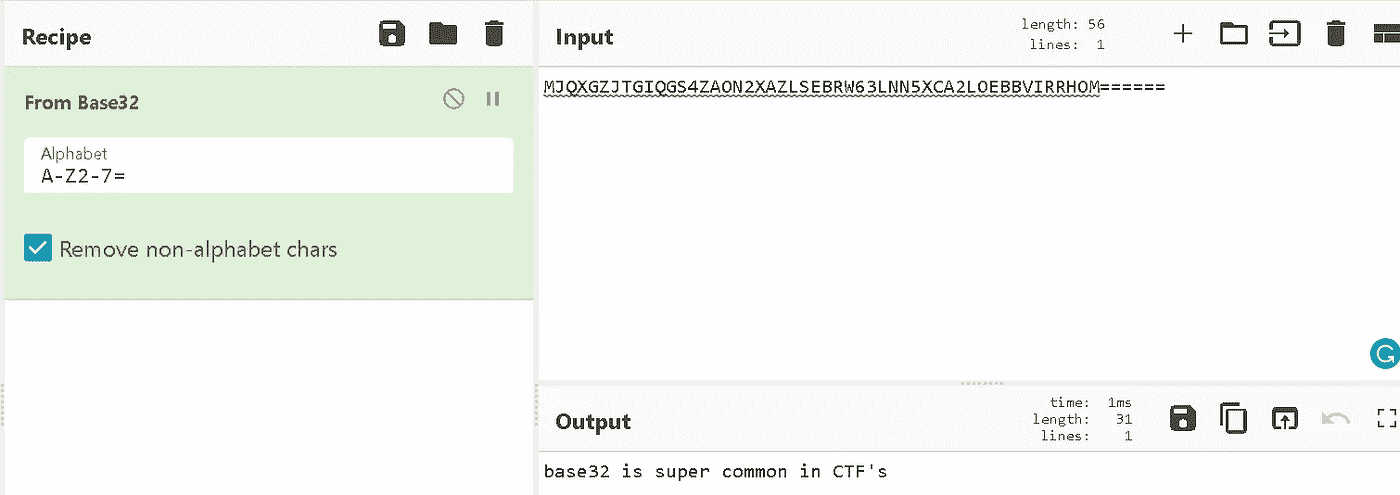 Recipe
From Base32
Alphabet
A-Z2-7=
Remove non-alphabet chars
Input
length: 56
lines: 1
MJQXGZJTGIQGS4ZAON2XAZLSEBRW63LNN5XCA2LOEBBVIRRHOM======
G
Output
time: 1ms
length: 31
lines: 1
base32 is super common in CTF's